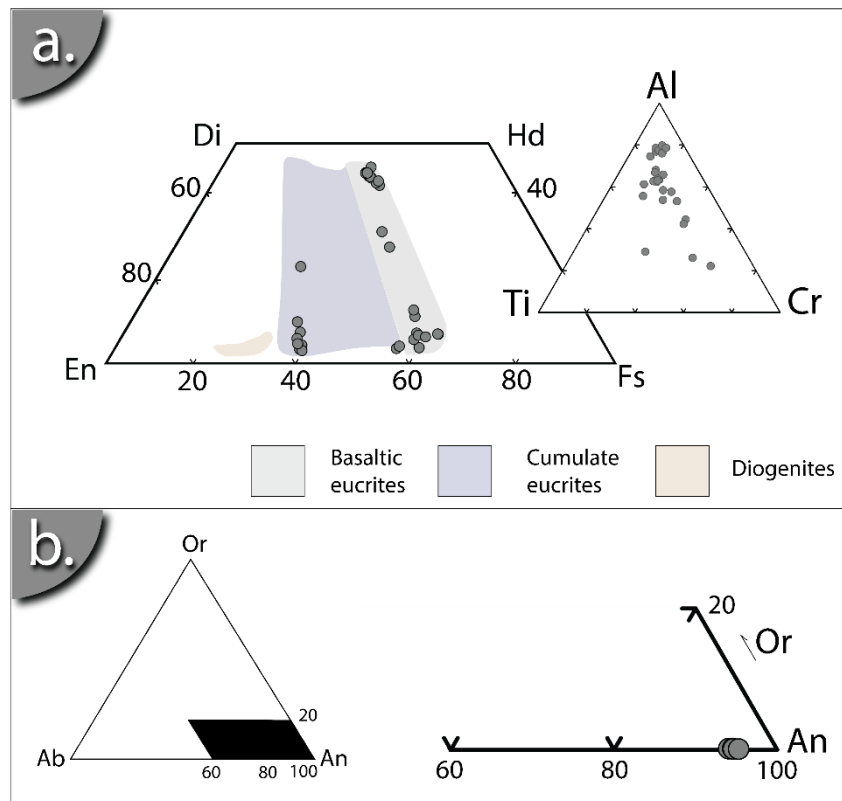 a.
Al
Di
Hd
60
40
80
Ti
Cr
En
20
40
60
80
Fs
Basaltic eucrites
Cumulate eucrites
Diogenites
b.
Or
20
Ab
60
80
100
An
20
Or
An
60
80
100